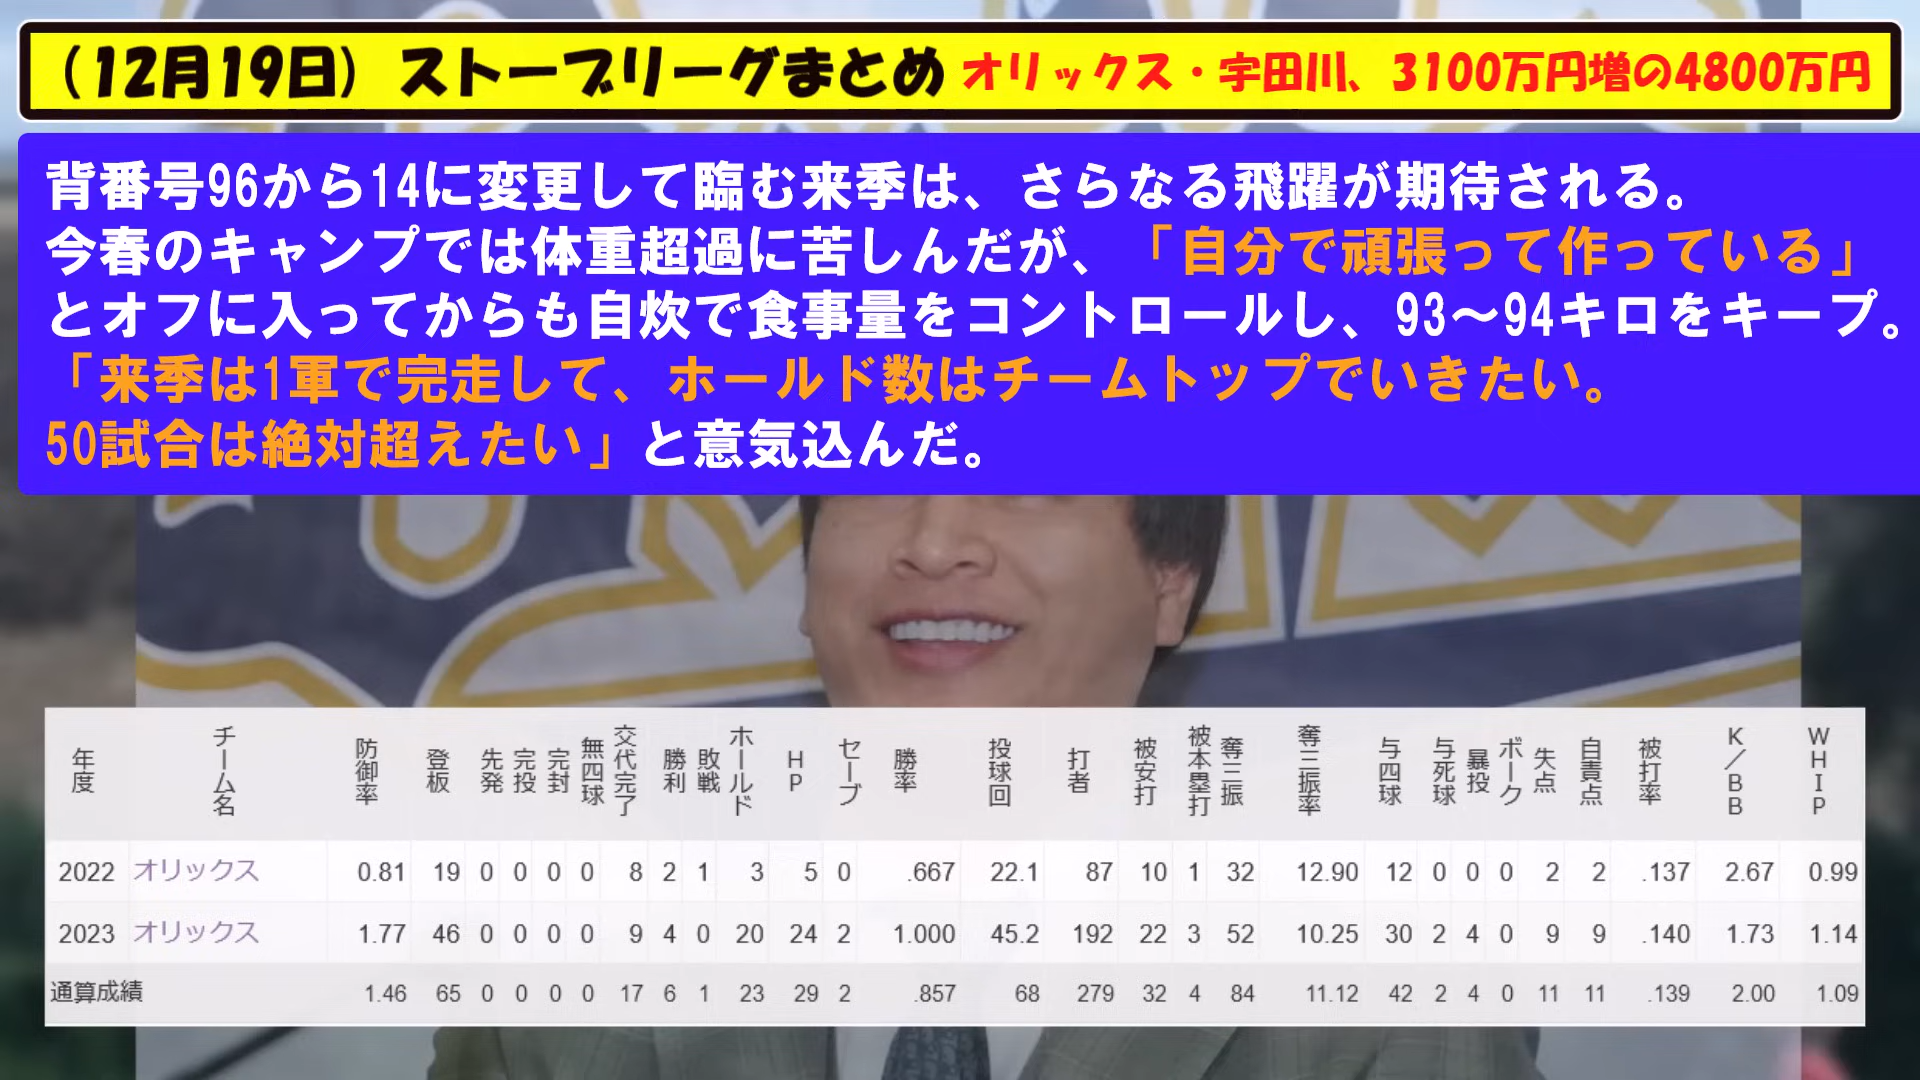 （12月19日） ストーブリーグまとめ オリックス・宇田川、3100万円増の4800万円
背番号96から14に変更して臨む来季は、さらなる飛躍が期待される。
今春のキャンプでは体重超過に苦しんだが、「自分で頑張って作っている」
とオフに入ってからも自炊で食事量をコントロールし、93～94キロをキープ。
「来季は1軍で完走して、ホールド数はチームトップでいきたい。
50試合は絶対超えたい」と意気込んだ。
年度 チーム名 防御率 登板 先発 完投 完封 無四球 交代完了 勝利 敗戦 ホールド HP セーブ 勝率 投球回 打者 被安打 被本塁打 奪三振 奪三振率 与四球 与死球 暴投 ボーク 失点 自責点 被打率 K／BB WHIP
2022 オリックス 0.81 19 0 0 0 0 8 2 1 3 5 0 .667 22.1 87 10 1 32 12.90 12 0 0 0 2 2 .137 2.67 0.99
2023 オリックス 1.77 46 0 0 0 0 9 4 0 20 24 2 1.000 45.2 192 22 3 52 10.25 30 2 4 0 9 9 .140 1.73 1.14
通算成績 1.46 65 0 0 0 0 17 6 1 23 29 2 .857 68 279 32 4 84 11.12 42 2 4 0 11 11 .139 2.00 1.09